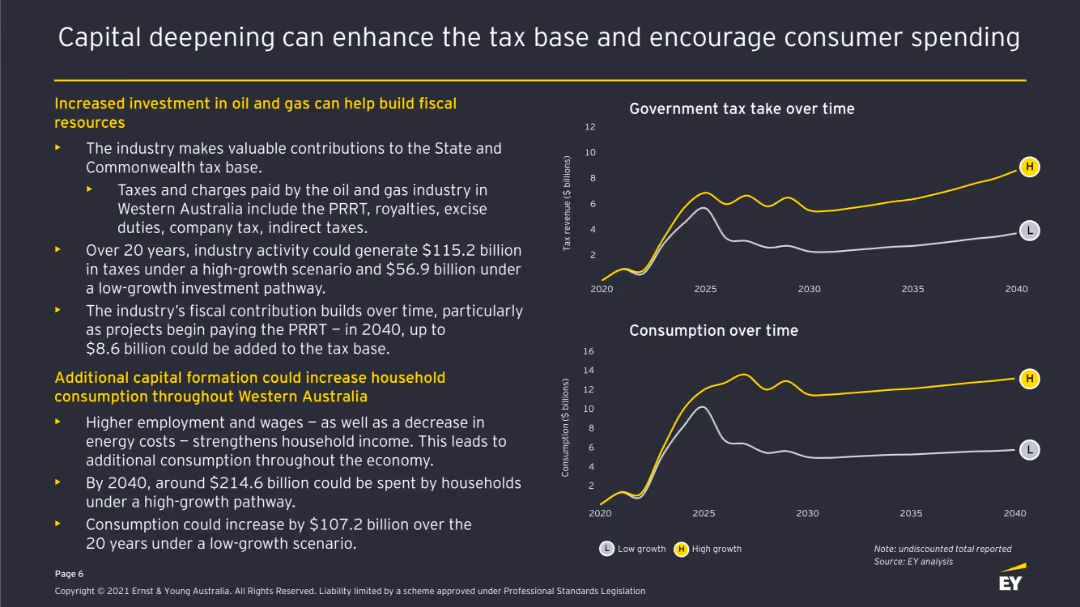 Capital deepening can enhance the tax base and encourage consumer spending
Increased investment in oil and gas can help build fiscal
resources
The industry makes valuable contributions to the State and
Commonwealth tax base.
Taxes and charges paid by the oil and gas industry in
Western Australia include the PRRT, royalties, excise
duties, company tax, indirect taxes.
Over 20 years, industry activity could generate $115.2 billion
in taxes under a high-growth scenario and $56.9 billion under
a low-growth investment pathway.
The industry's fiscal contribution builds over time, particularly
as projects begin paying the PRRT – in 2040, up to
$8.6 billion could be added to the tax base.
Additional capital formation could increase household
consumption throughout Western Australia
Higher employment and wages – as well as a decrease in
energy costs – strengthens household income. This leads to
additional consumption throughout the economy.
By 2040, around $214.6 billion could be spent by households
under a high-growth pathway.
Consumption could increase by $107.2 billion over the
20 years under a low-growth scenario.
Government tax take over time
Tax revenue ($ billions)
12
10
8
6
4
2
H
L
2020 2025 2030 2035 2040
Consumption over time
Consumption ($ billions)
16
14
12
10
8
6
4
2
H
L
2020 2025 2030 2035 2040
L Low growth H High growth
Note: undiscounted total reported
Source: EY analysis
Page 6
Copyright © 2021 Ernst & Young Australia. All Rights Reserved. Liability limited by a scheme approved under Professional Standards Legislation
EY